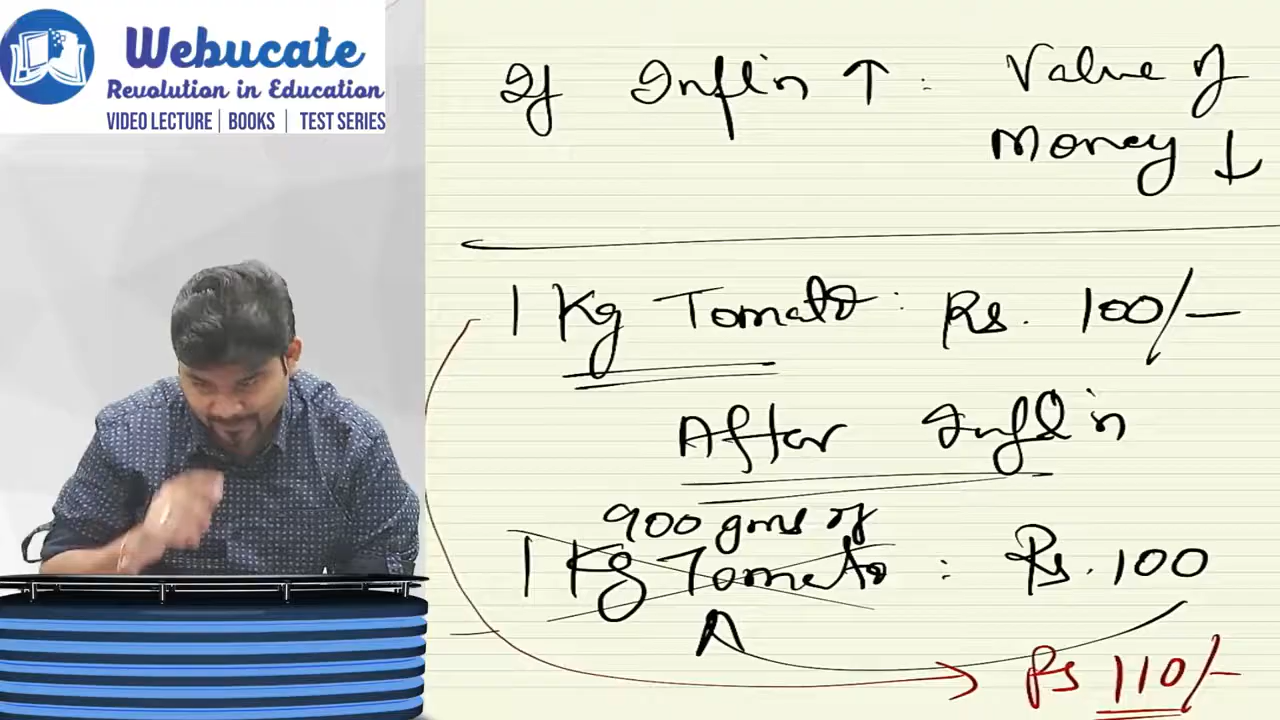 Webucate
Revolution in Education
VIDEO LECTURE | BOOKS | TEST SERIES
If Infl'n ↑ : Value of
Money ↓
1 Kg Tomato : Rs. 100/-
After Infl'n
900 gms of
1 Kg Tomato : Rs. 100
Rs 110/-